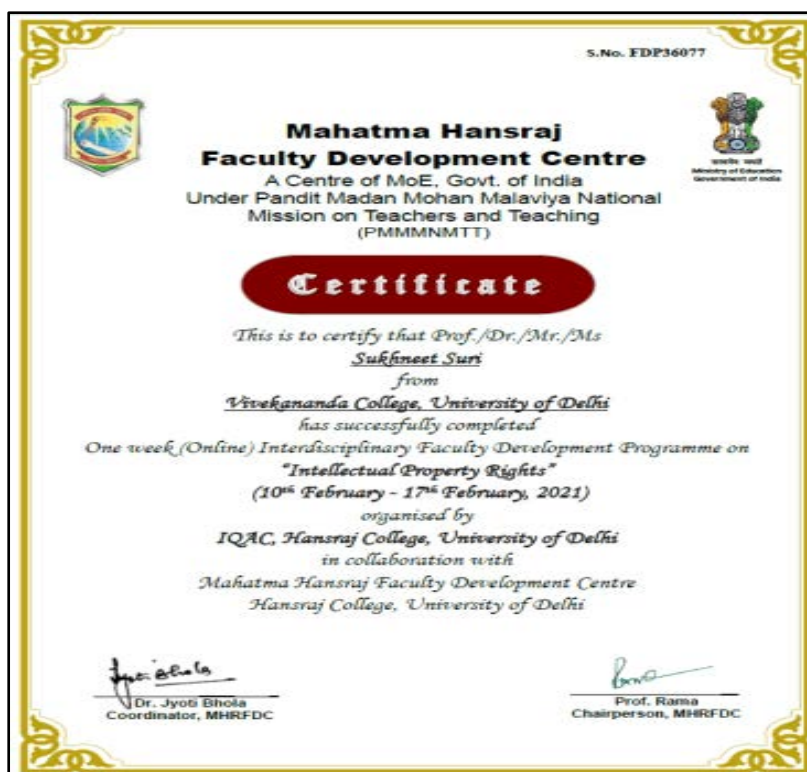 S.No. FDP36077
Mahatma Hansraj
Faculty Development Centre
A Centre of MoE, Govt. of India
Under Pandit Madan Mohan Malaviya National
Mission on Teachers and Teaching
(PMMMNMTT)
Ministry of Education
Government of India
Certificate
This is to certify that Prof./Dr./Mr./Ms
Sukhneet Suri
from
Vivekananda College, University of Delhi
has successfully completed
One week (Online) Interdisciplinary Faculty Development Programme on
"Intellectual Property Rights"
(10th February - 17th February, 2021)
organised by
IQAC, Hansraj College, University of Delhi
in collaboration with
Mahatma Hansraj Faculty Development Centre
Hansraj College, University of Delhi
Jyoti Bhola
Dr. Jyoti Bhola
Coordinator, MHRFDC
Rama
Prof. Rama
Chairperson, MHRFDC